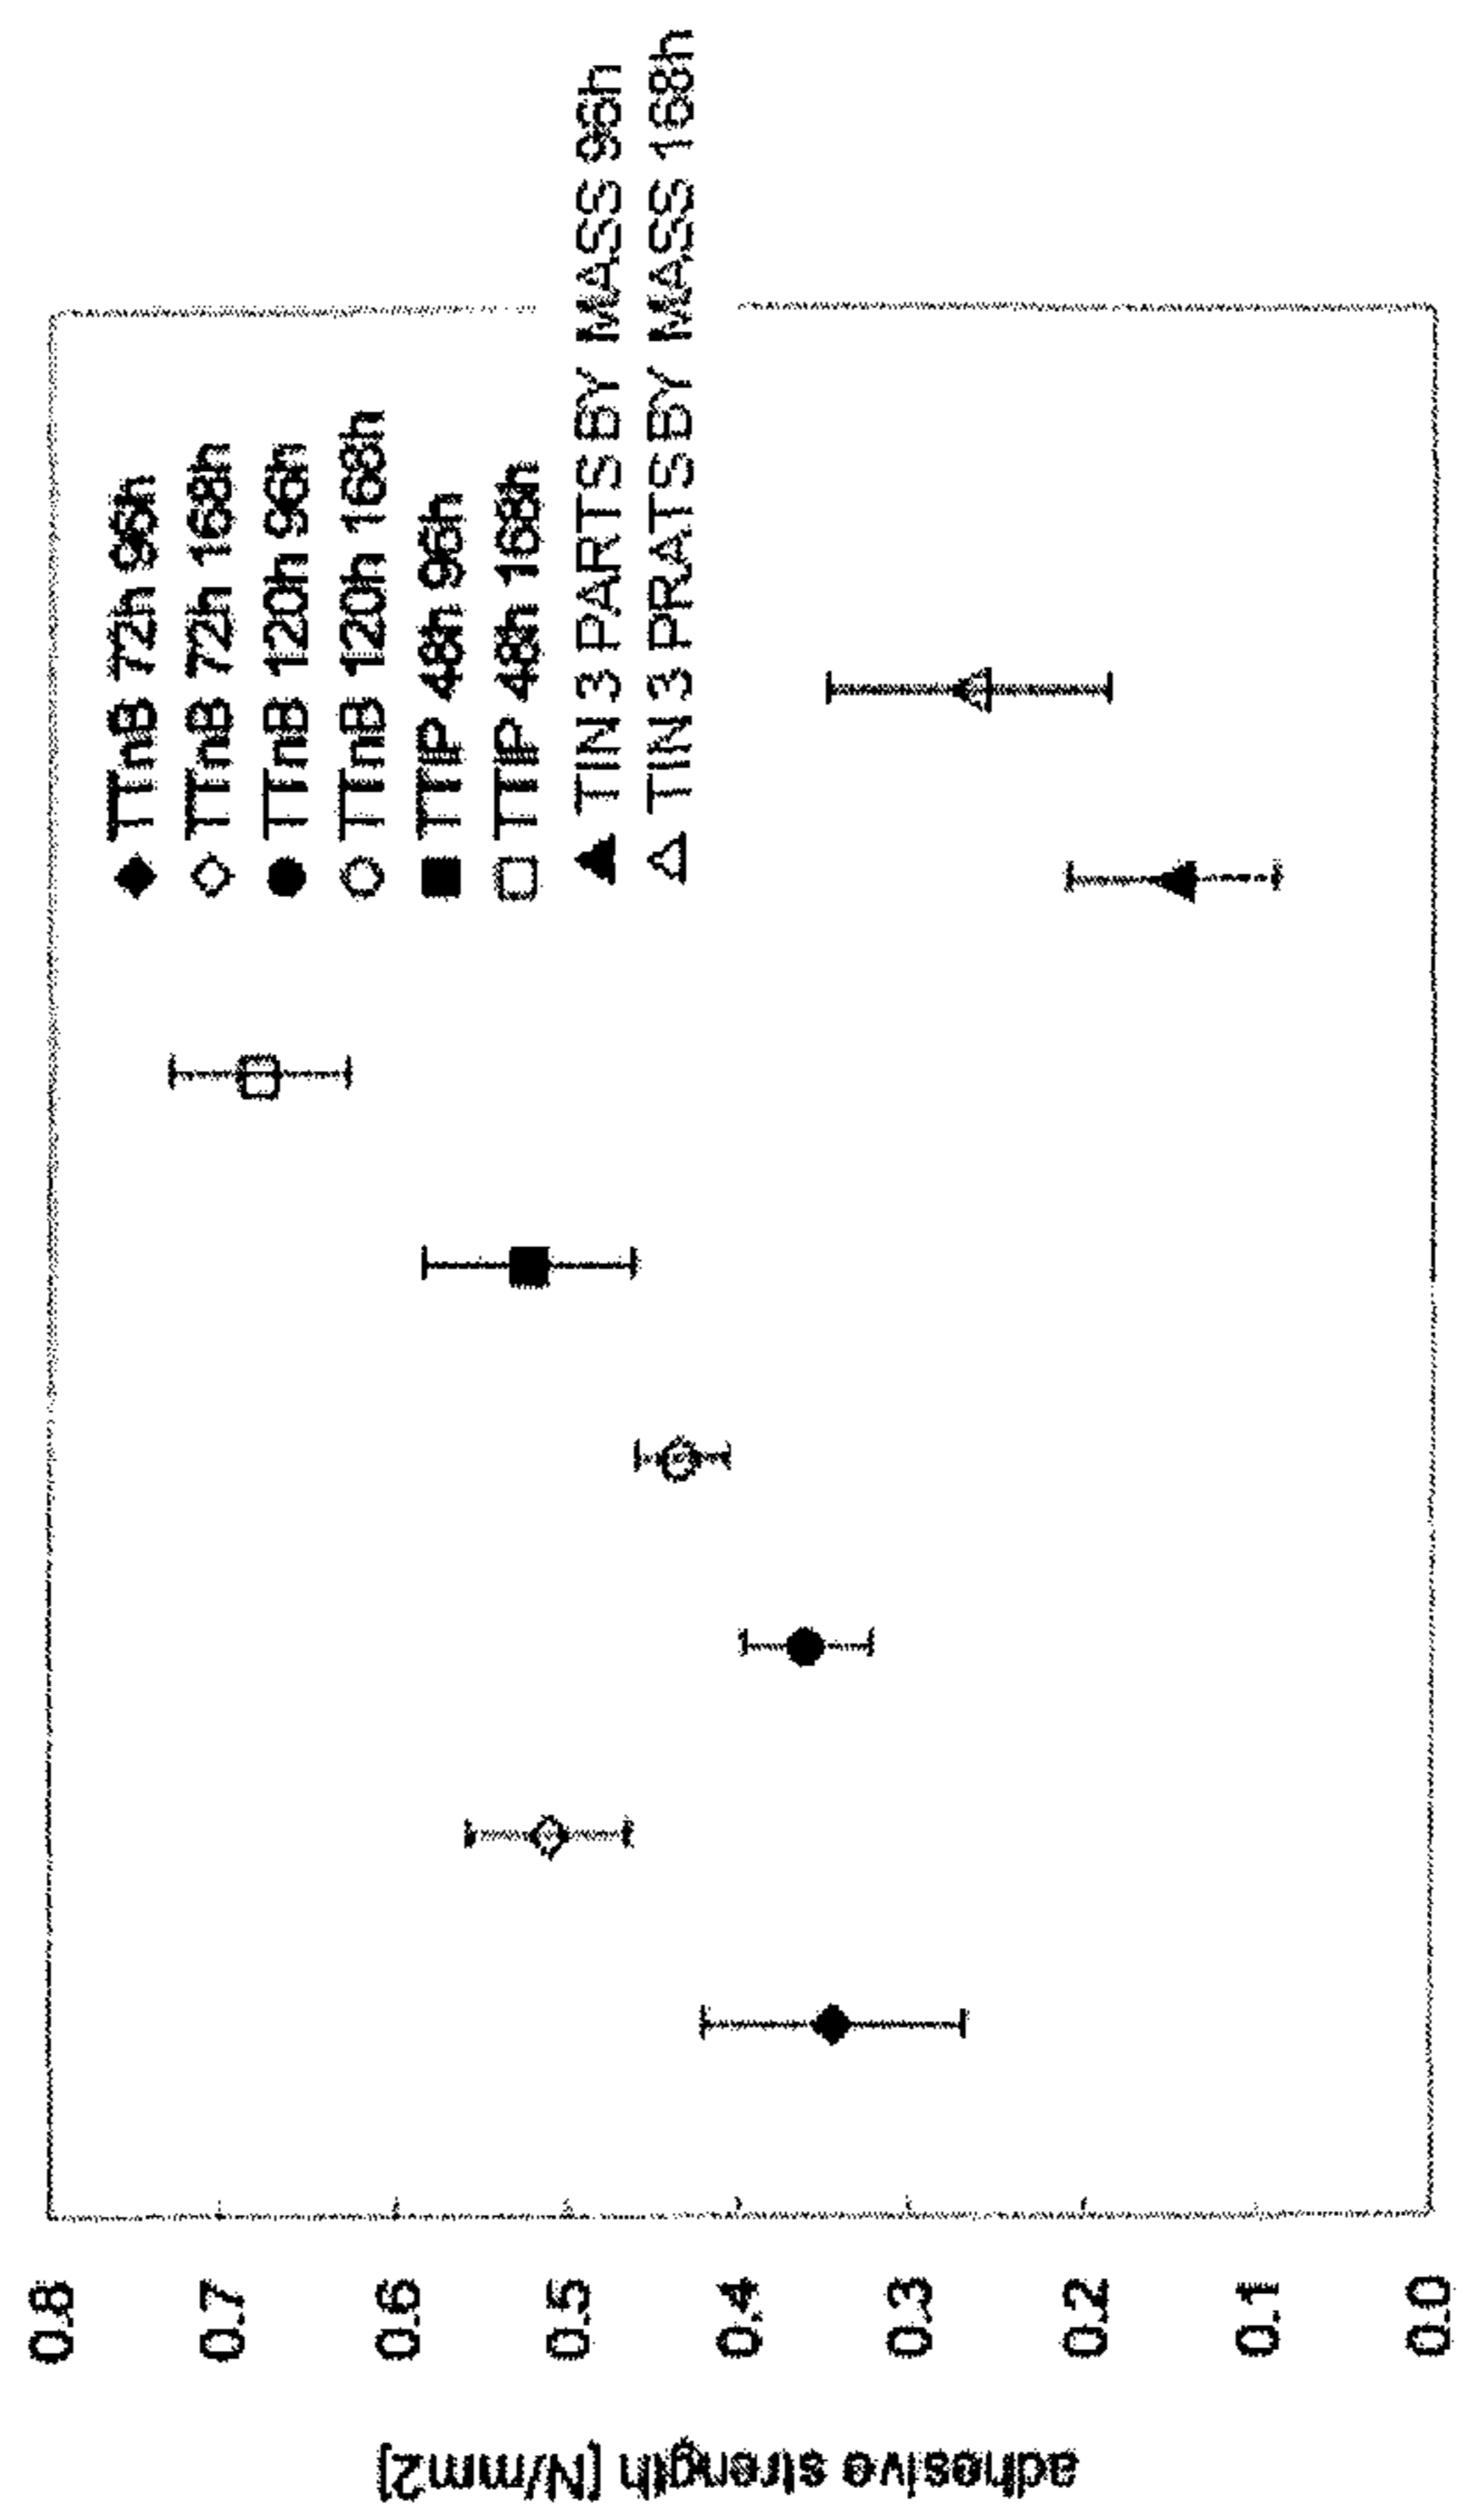 adhesive strength [N/mm2]
0.8
0.7
0.6
0.5
0.4
0.3
0.2
0.1
0.0
TTnB 72h 96h
TTnB 72h 168h
TTnB 120h 96h
TTnB 120h 168h
TTIP 48h 96h
TTIP 48h 168h
TIN 3 PARTS BY MASS 96h
TIN 3 PRATS BY MASS 168h